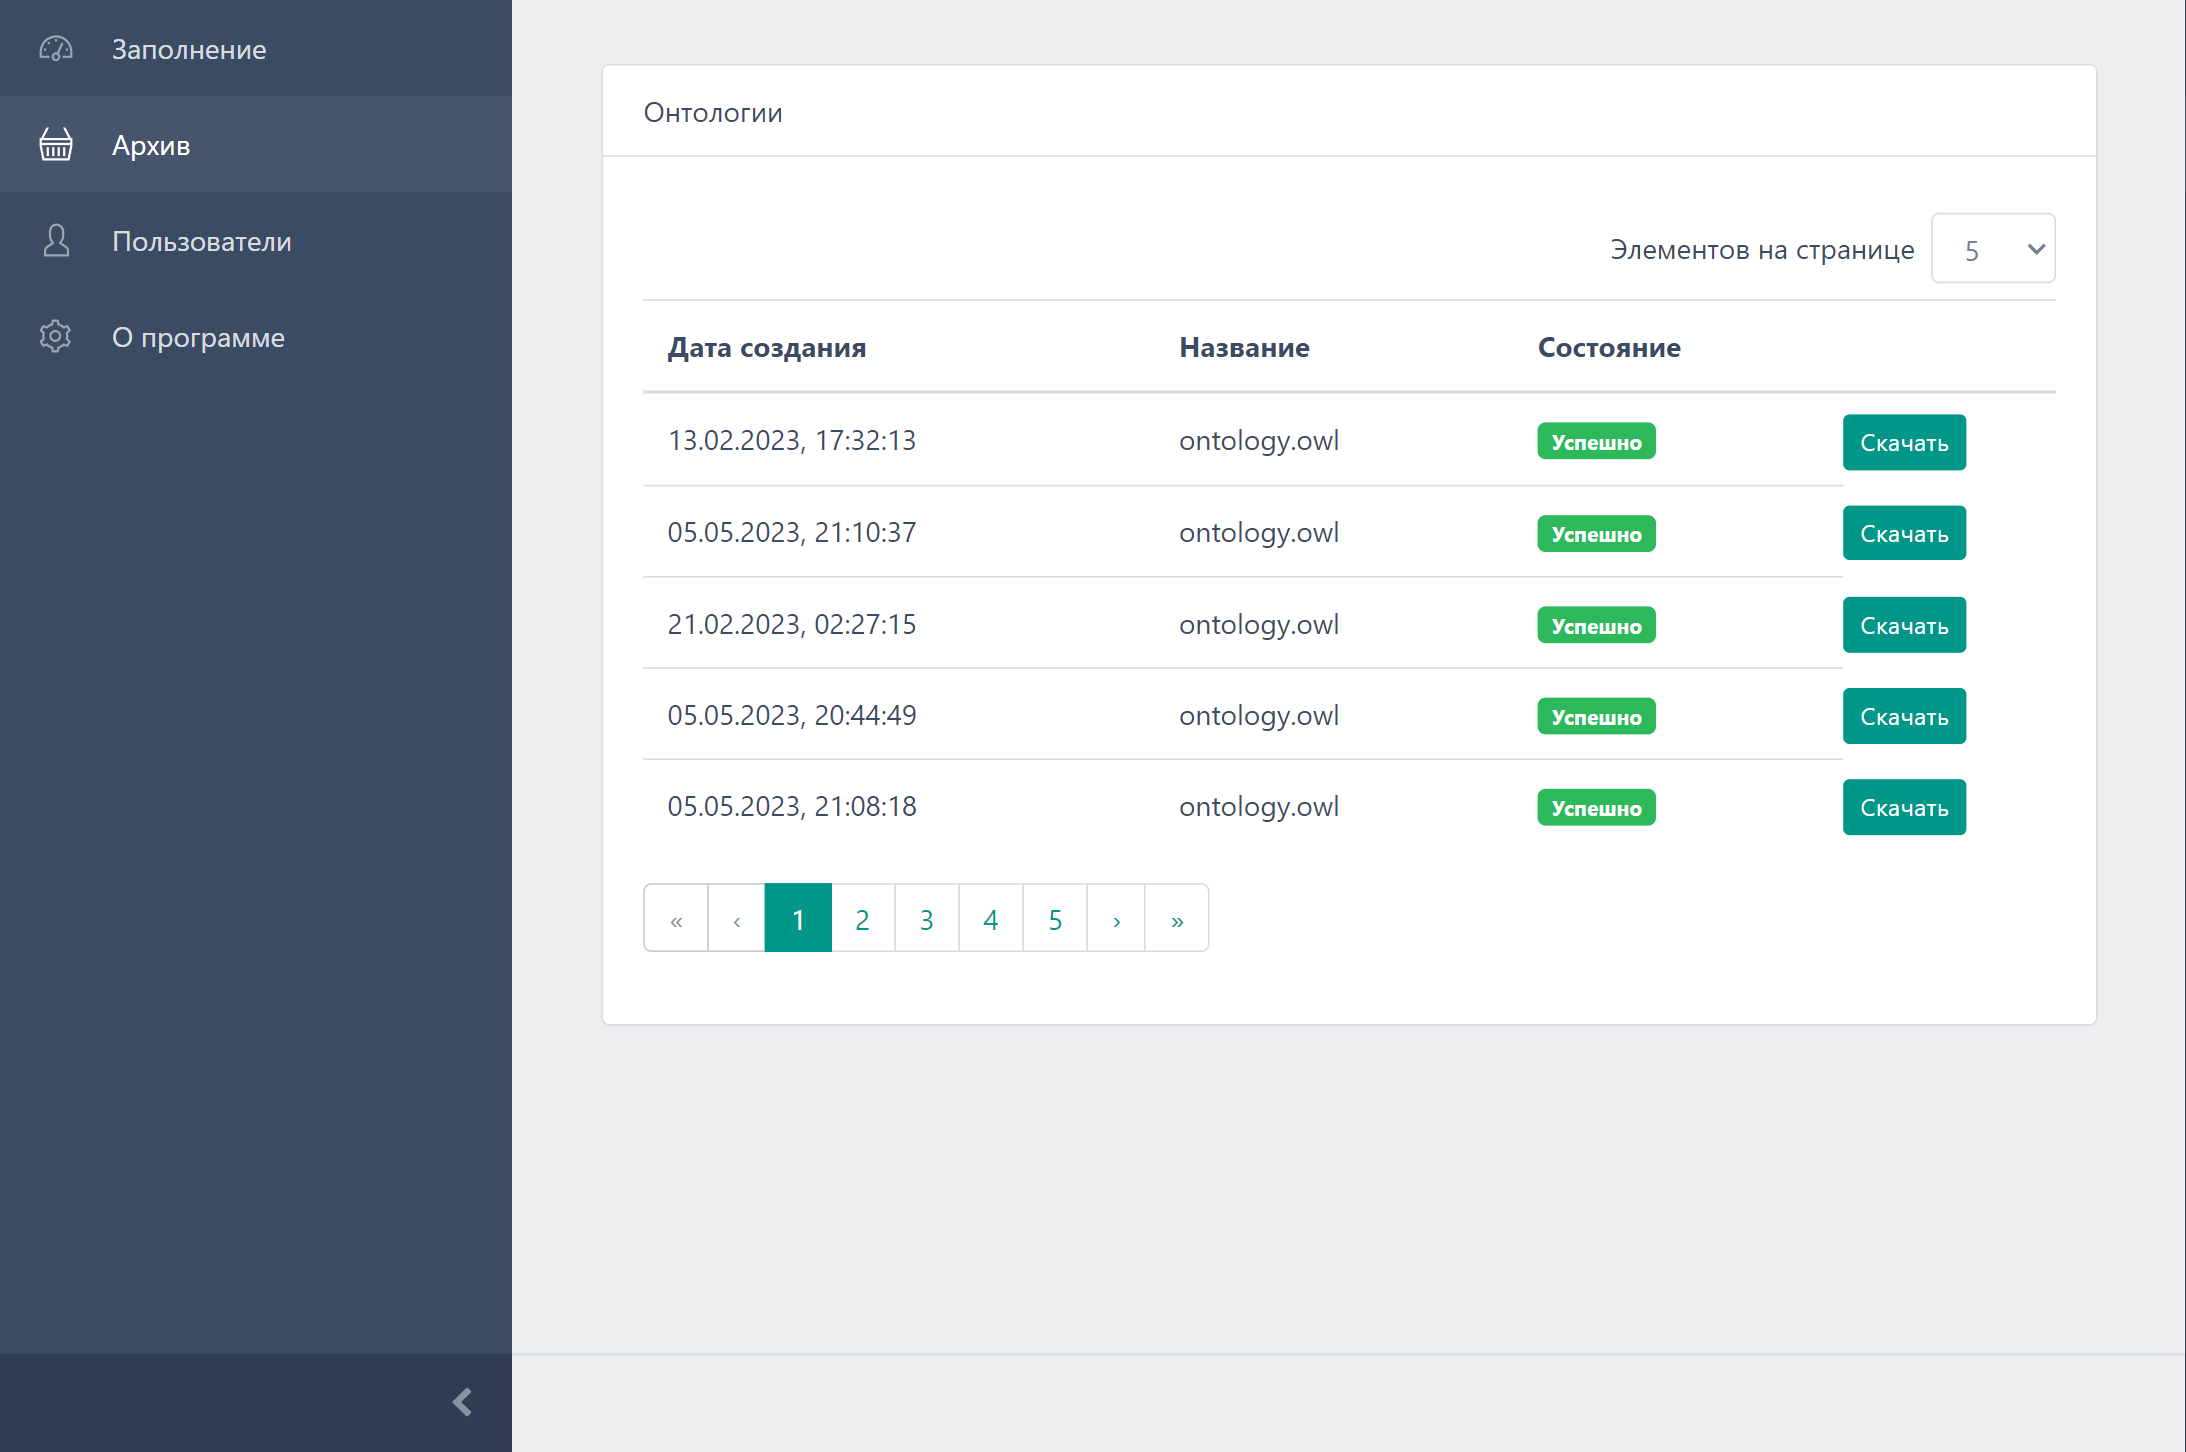 Заполнение
Архив
Пользователи
О программе
Онтологии
Элементов на странице 5
Дата создания Название Состояние
13.02.2023, 17:32:13 ontology.owl Успешно Скачать
05.05.2023, 21:10:37 ontology.owl Успешно Скачать
21.02.2023, 02:27:15 ontology.owl Успешно Скачать
05.05.2023, 20:44:49 ontology.owl Успешно Скачать
05.05.2023, 21:08:18 ontology.owl Успешно Скачать
« ‹ 1 2 3 4 5 › »